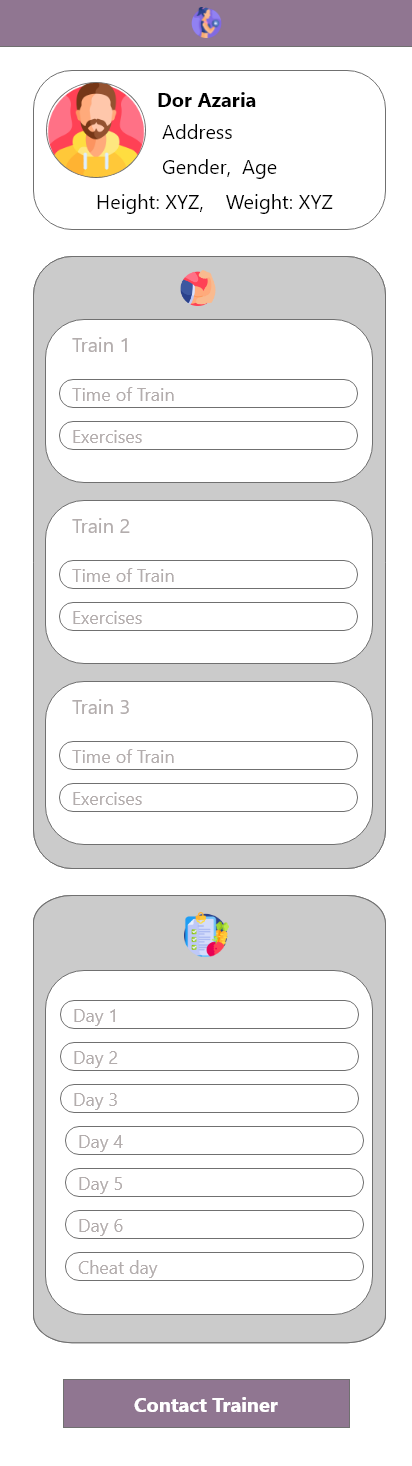 Dor Azaria
Address
Gender, Age
Height: XYZ, Weight: XYZ
Train 1
Time of Train
Exercises
Train 2
Time of Train
Exercises
Train 3
Time of Train
Exercises
Day 1
Day 2
Day 3
Day 4
Day 5
Day 6
Cheat day
Contact Trainer